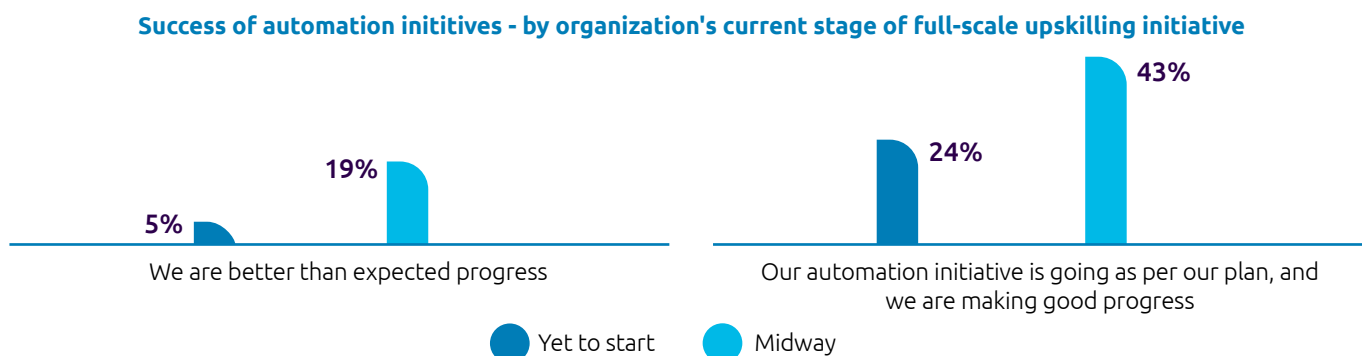 Success of automation inititives - by organization's current stage of full-scale upskilling initiative
5%
19%
We are better than expected progress
24%
43%
Our automation initiative is going as per our plan, and
we are making good progress
Yet to start
Midway